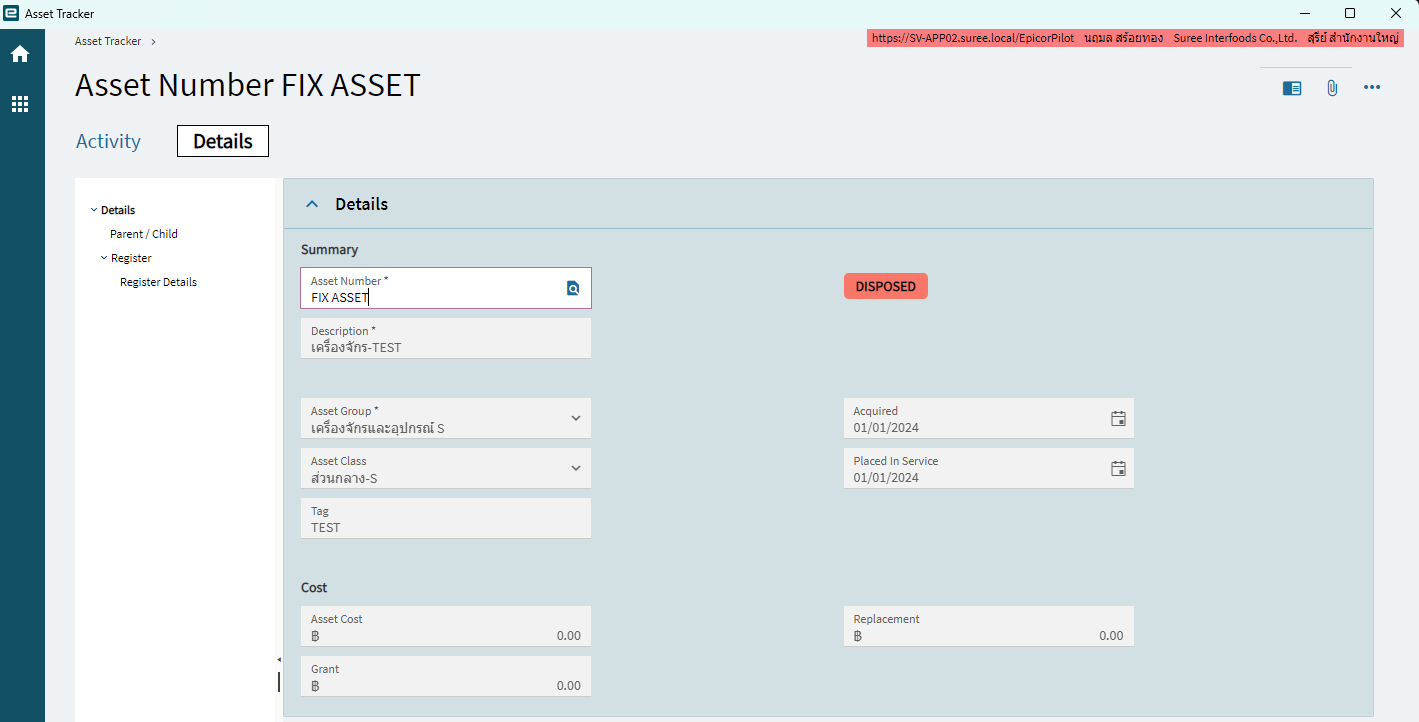 Asset Tracker
Asset Tracker
https://SV-APP02.suree.local/EpicorPilot นฤมล สร้อยทอง Suree Interfoods Co.,Ltd. สุรีย์ สำนักงานใหญ่
Asset Number FIX ASSET
Activity
Details
Details
Parent / Child
Register
Register Details
Details
Summary
Asset Number *
FIX ASSET
DISPOSED
Description *
เครื่องจักร-TEST
Asset Group *
เครื่องจักรและอุปกรณ์ S
Acquired
01/01/2024
Asset Class
ส่วนกลาง-S
Placed In Service
01/01/2024
Tag
TEST
Cost
Asset Cost
฿ 0.00
Replacement
฿ 0.00
Grant
฿ 0.00